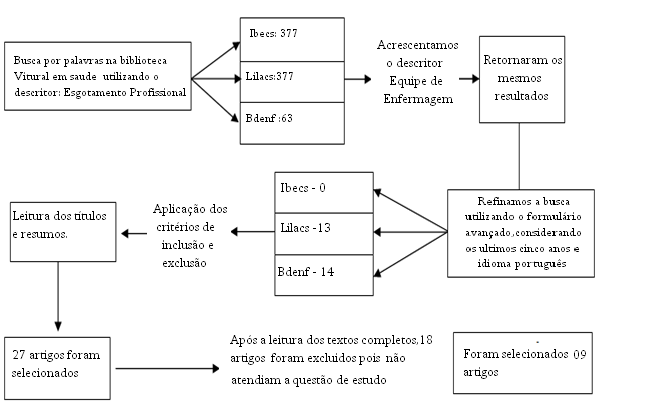 Busca por palavras na biblioteca
Vitural em saude utilizando o
descritor: Esgotamento Profissional
Ibecs: 377
Lilacs:377
Bdenf :63
Acrescentamos
o descritor
Equipe de
Enfermagem
Retornaram os
mesmos
resultados
Refinamos a busca
utilizando o formulário
avançado,considerando
os ultimos cinco anos e
idioma português
Ibecs - 0
Lilacs -13
Bdenf - 14
Aplicação dos
critérios de
inclusão e
exclusão
Leitura dos títulos
e resumos.
27 artigos foram
selecionados
Após a leitura dos textos completos,18
artigos foram excluidos pois não
atendiam a questão de estudo
Foram selecionados 09
artigos